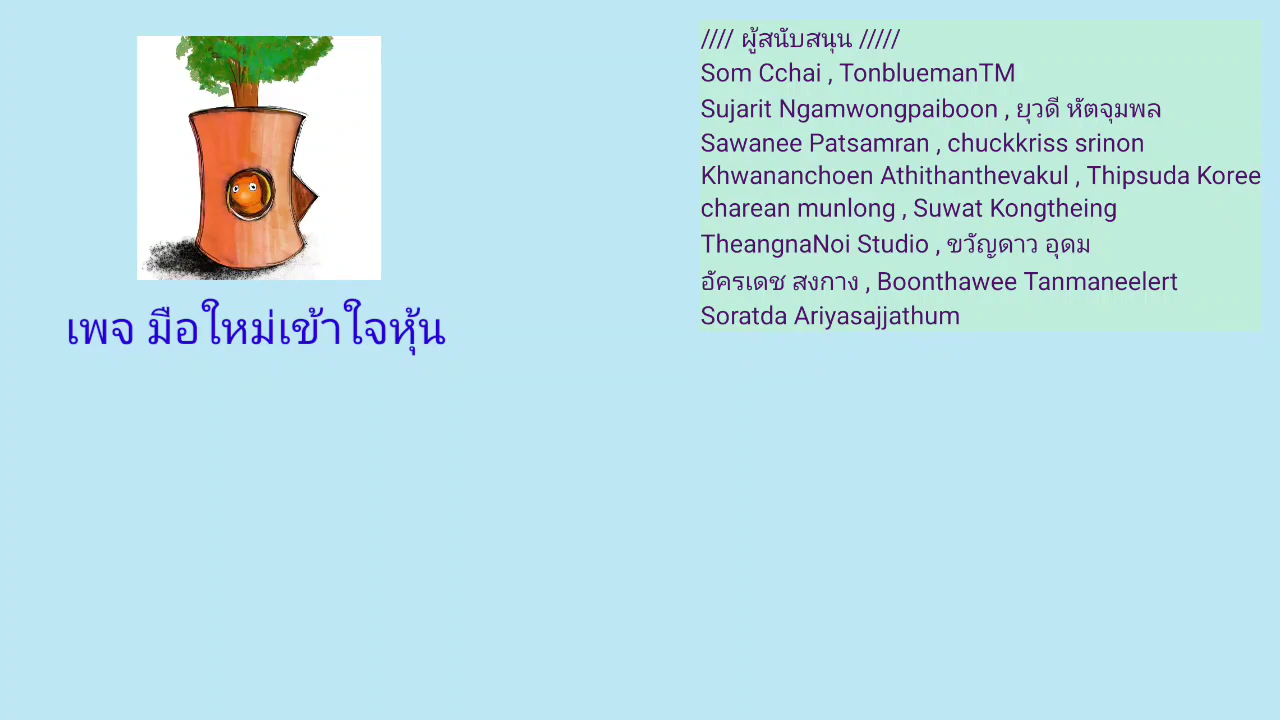 เพจ มือใหม่เข้าใจหุ้น
//// ผู้สนับสนุน /////
Som Cchai , TonbluemanTM
Sujarit Ngamwongpaiboon , ยุวดี หัตจุมพล
Sawanee Patsamran , chuckkriss srinon
Khwananchoen Athithanthevakul , Thipsuda Koree
charean munlong , Suwat Kongtheing
TheangnaNoi Studio , ขวัญดาว อุดม
อัครเดช สงกาง , Boonthawee Tanmaneelert
Soratda Ariyasajjathum